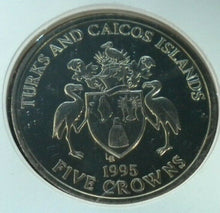 TURKS AND CAICOS ISLANDS
1995
FIVE CROWNS